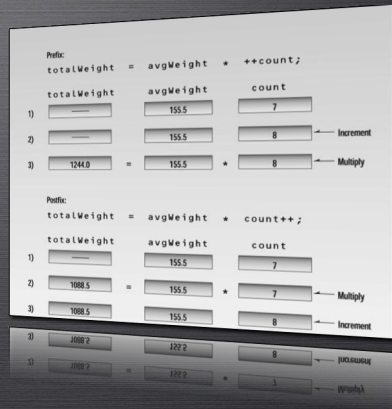 Prefix:
totalWeight = avgWeight * ++count;
totalWeight avgWeight count
1) — 155.5 7
2) — 155.5 8 Increment
3) 1244.0 = 155.5 * 8 Multiply
Postfix:
totalWeight = avgWeight * count++;
totalWeight avgWeight count
1) — 155.5 7
2) 1088.5 = 155.5 * 7 Multiply
3) 1088.5 155.5 8 Increment